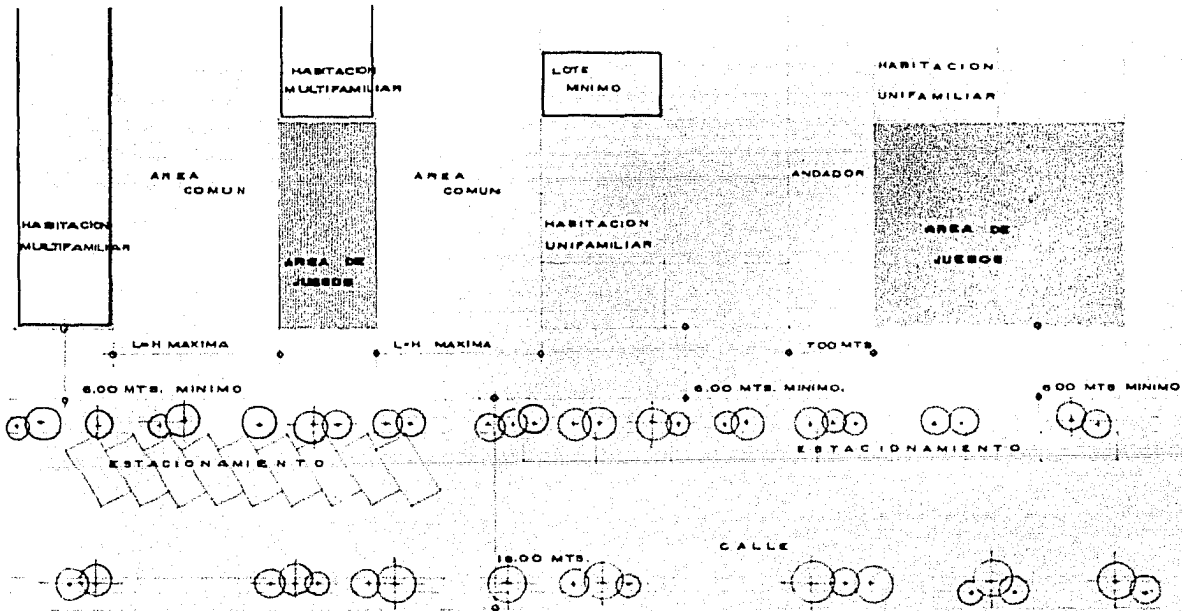 HABITACION
MULTIFAMILIAR
LOTE
MNIMO
HABITACION
UNIFAMILIAR
AREA
COMUN
AREA
COMUN
ANDADOR
HABITACION
MULTIFAMILIAR
AREA DE
JUEGOS
HABITACION
UNIFAMILIAR
AREA DE
JUEGOS
L=H MAXIMA
L=H MAXIMA
7.00 MTS
6.00 MTS. MINIMO
6.00 MTS. MINIMO.
6.00 MTS MINIMO
ESTACIONAMIENTO
ESTACIONAMIENTO
CALLE
16.00 MTS.